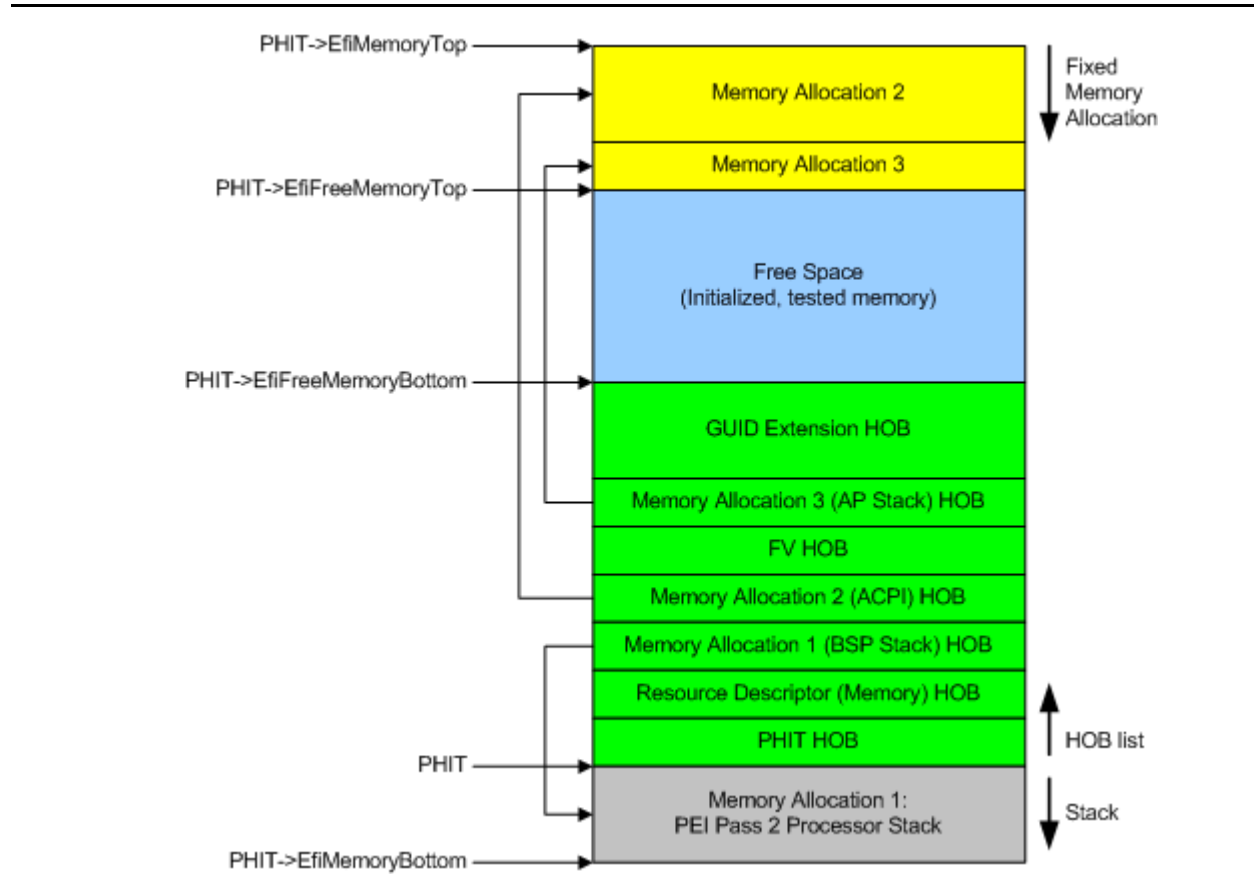 PHIT->EfiMemoryTop
Memory Allocation 2
Fixed
Memory
Allocation
Memory Allocation 3
PHIT->EfiFreeMemoryTop
Free Space
(Initialized, tested memory)
PHIT->EfiFreeMemoryBottom
GUID Extension HOB
Memory Allocation 3 (AP Stack) HOB
FV HOB
Memory Allocation 2 (ACPI) HOB
Memory Allocation 1 (BSP Stack) HOB
Resource Descriptor (Memory) HOB
PHIT HOB
HOB list
PHIT
Memory Allocation 1:
PEI Pass 2 Processor Stack
Stack
PHIT->EfiMemoryBottom